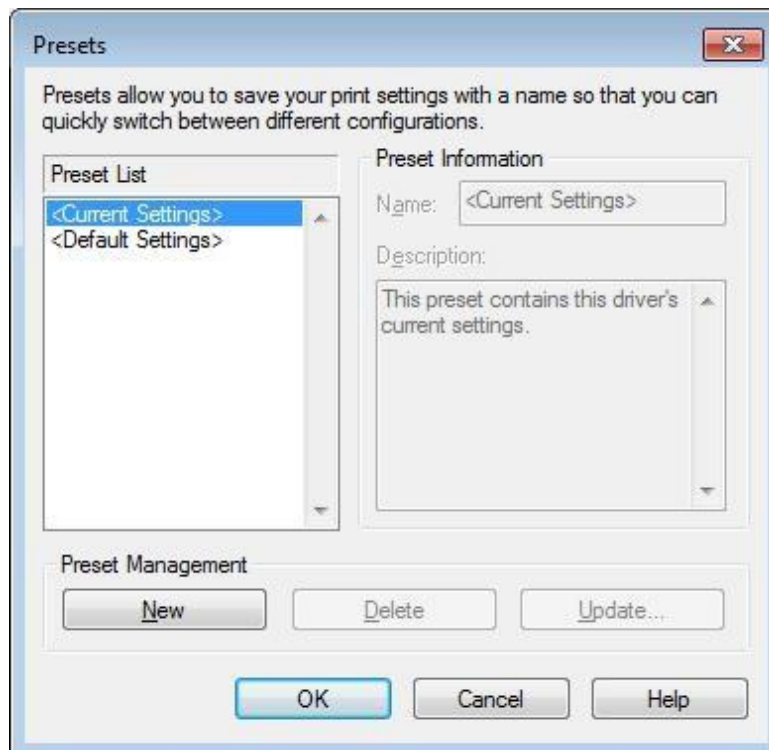 Presets
Presets allow you to save your print settings with a name so that you can
quickly switch between different configurations.
Preset List
<Current Settings>
<Default Settings>
Preset Information
Name: <Current Settings>
Description:
This preset contains this driver's
current settings.
Preset Management
New Delete Update...
OK Cancel Help